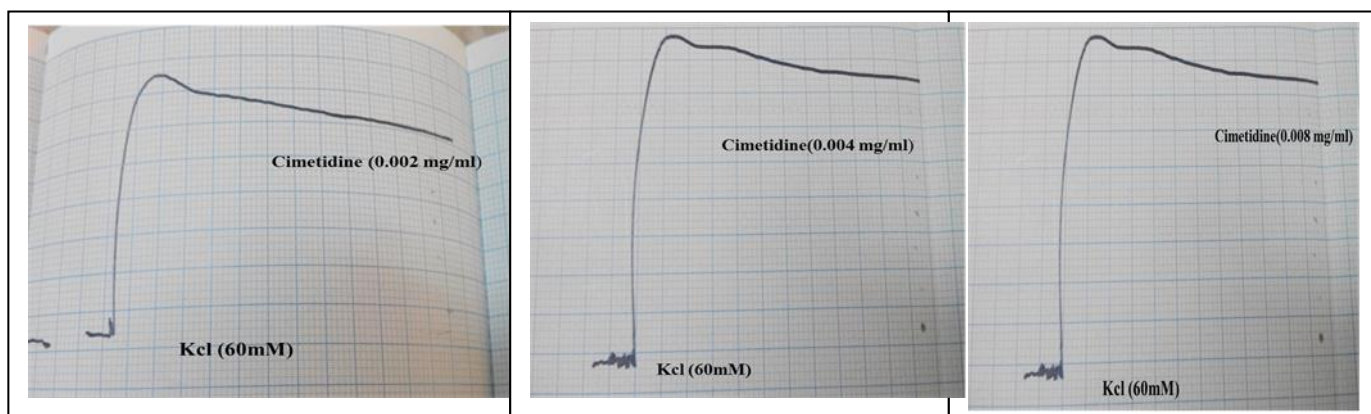 Cimetidine (0.002 mg/ml)
Kcl (60mM)
Cimetidine(0.004 mg/ml)
Kcl (60mM)
Cimetidine(0.008 mg/ml)
Kcl (60mM)